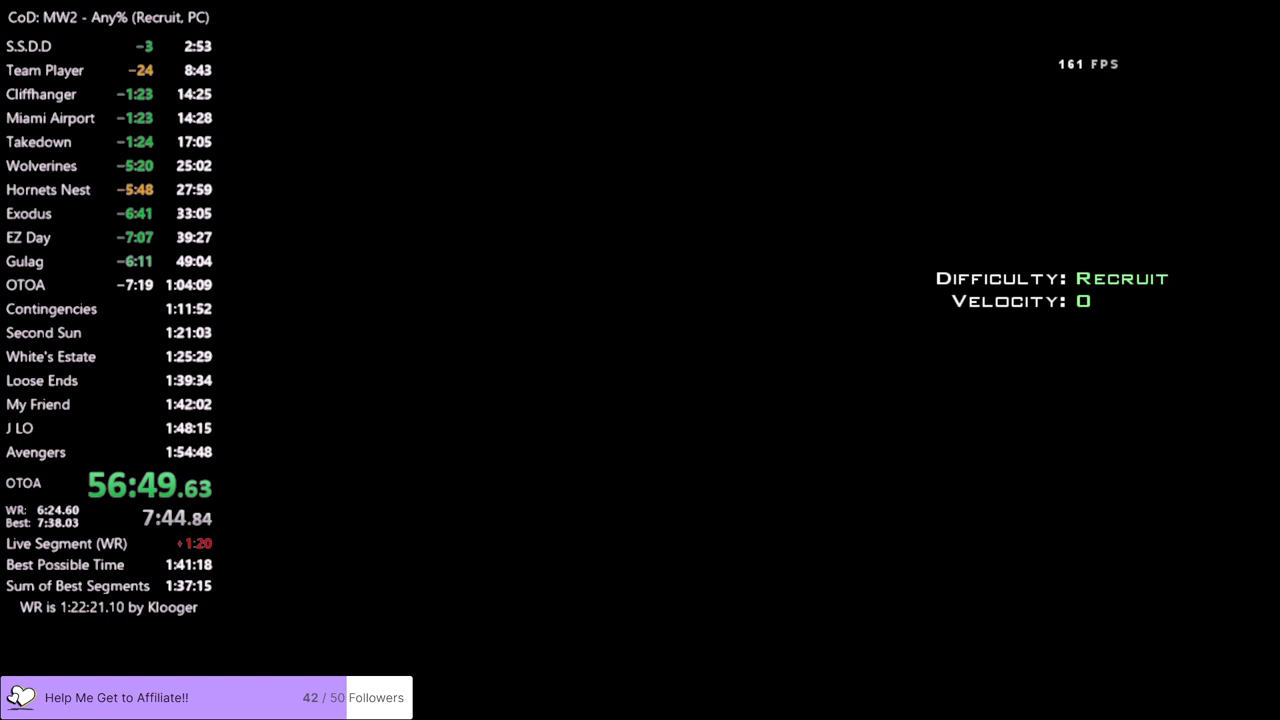 CoD: MW2 - Any% (Recruit, PC)
S.S.D.D -3 2:53
Team Player -24 8:43
Cliffhanger -1:23 14:25
Miami Airport -1:23 14:28
Takedown -1:24 17:05
Wolverines -5:20 25:02
Hornets Nest -5:48 27:59
Exodus -6:41 33:05
EZ Day -7:07 39:27
Gulag -6:11 49:04
OTOA -7:19 1:04:09
Contingencies 1:11:52
Second Sun 1:21:03
White's Estate 1:25:29
Loose Ends 1:39:34
My Friend 1:42:02
J LO 1:48:15
Avengers 1:54:48
OTOA 56:49.63
WR: 6:24.60
Best: 7:38.03 7:44.84
Live Segment (WR) +1:20
Best Possible Time 1:41:18
Sum of Best Segments 1:37:15
WR is 1:22:21.10 by Klooger
Help Me Get to Affiliate!! 42 / 50 Followers
161 FPS
Difficulty: Recruit
Velocity: 0